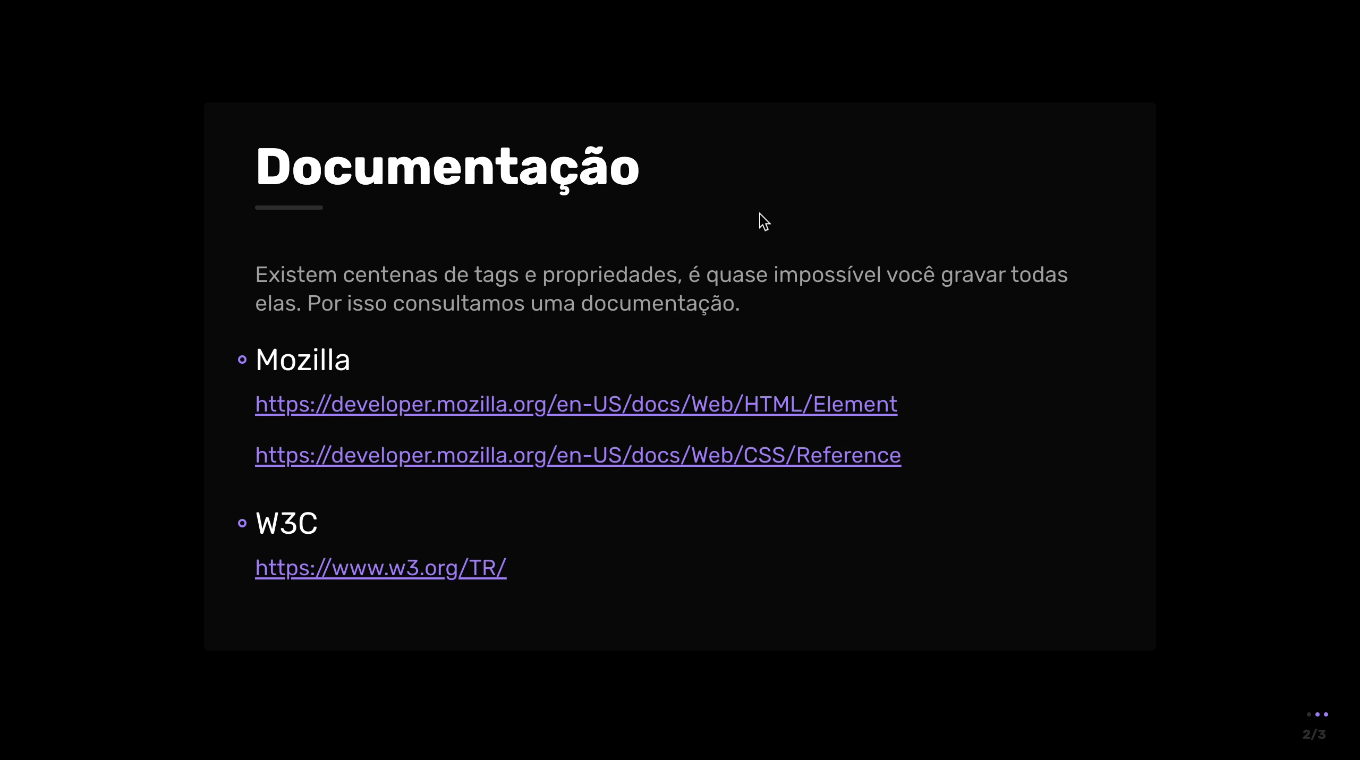 Documentação
Existem centenas de tags e propriedades, é quase impossível você gravar todas
elas. Por isso consultamos uma documentação.
Mozilla
https://developer.mozilla.org/en-US/docs/Web/HTML/Element
https://developer.mozilla.org/en-US/docs/Web/CSS/Reference
W3C
https://www.w3.org/TR/
2/3